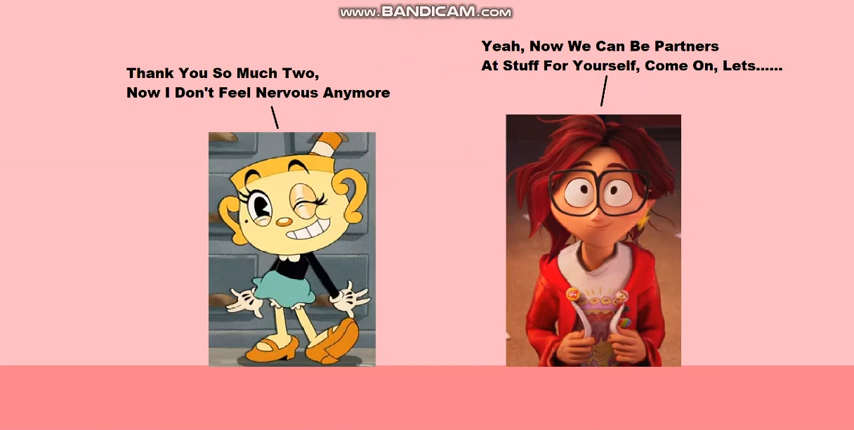 www.BANDICAM.com
Thank You So Much Two,
Now I Don't Feel Nervous Anymore
Yeah, Now We Can Be Partners
At Stuff For Yourself, Come On, Lets......